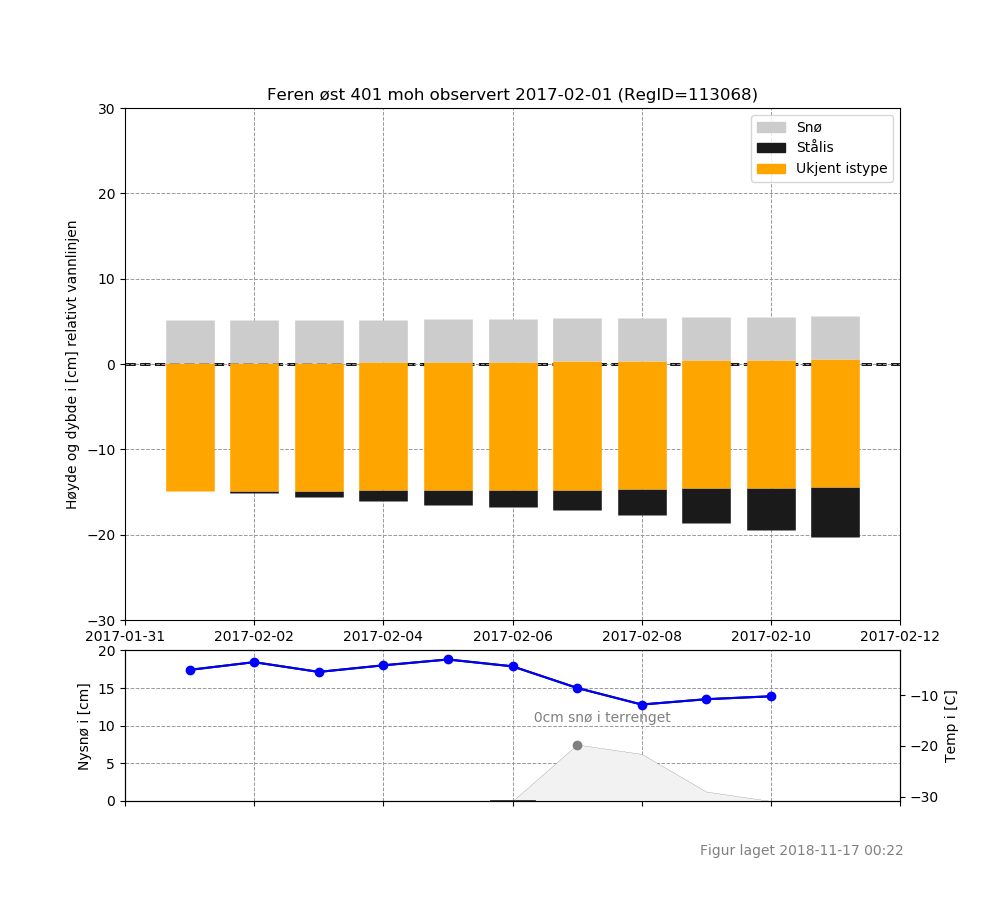 Feren øst 401 moh observert 2017-02-01 (RegID=113068)
Høyde og dybde i [cm] relativt vannlinjen
30
20
10
0
−10
−20
−30
Snø
Stålis
Ukjent istype
2017-01-31 2017-02-02 2017-02-04 2017-02-06 2017-02-08 2017-02-10 2017-02-12
Nysnø i [cm]
20
15
10
5
0
0cm snø i terrenget
−10
−20
−30
Temp i [C]
Figur laget 2018-11-17 00:22